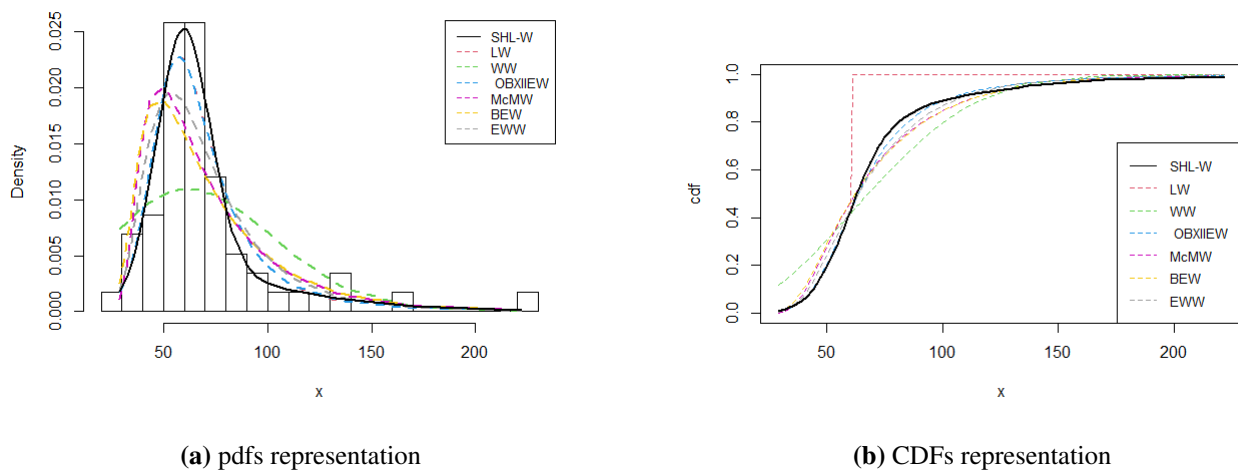 0.025
0.020
0.015
0.010
0.005
0.000
Density
50
100
150
200
x
SHL-W
LW
WW
OBXIIEW
McMW
BEW
EWW
(a) pdfs representation
1.0
0.8
0.6
0.4
0.2
0.0
cdf
50
100
150
200
x
SHL-W
LW
WW
OBXIIEW
McMW
BEW
EWW
(b) CDFs representation